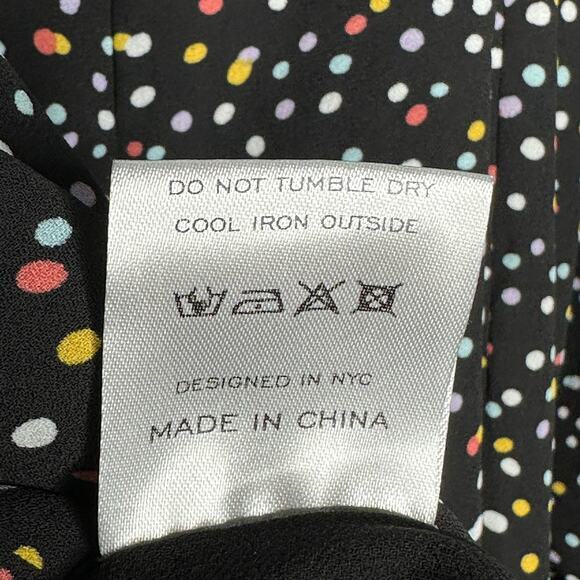 DO NOT TUMBLE DRY
COOL IRON OUTSIDE
DESIGNED IN NYC
MADE IN CHINA